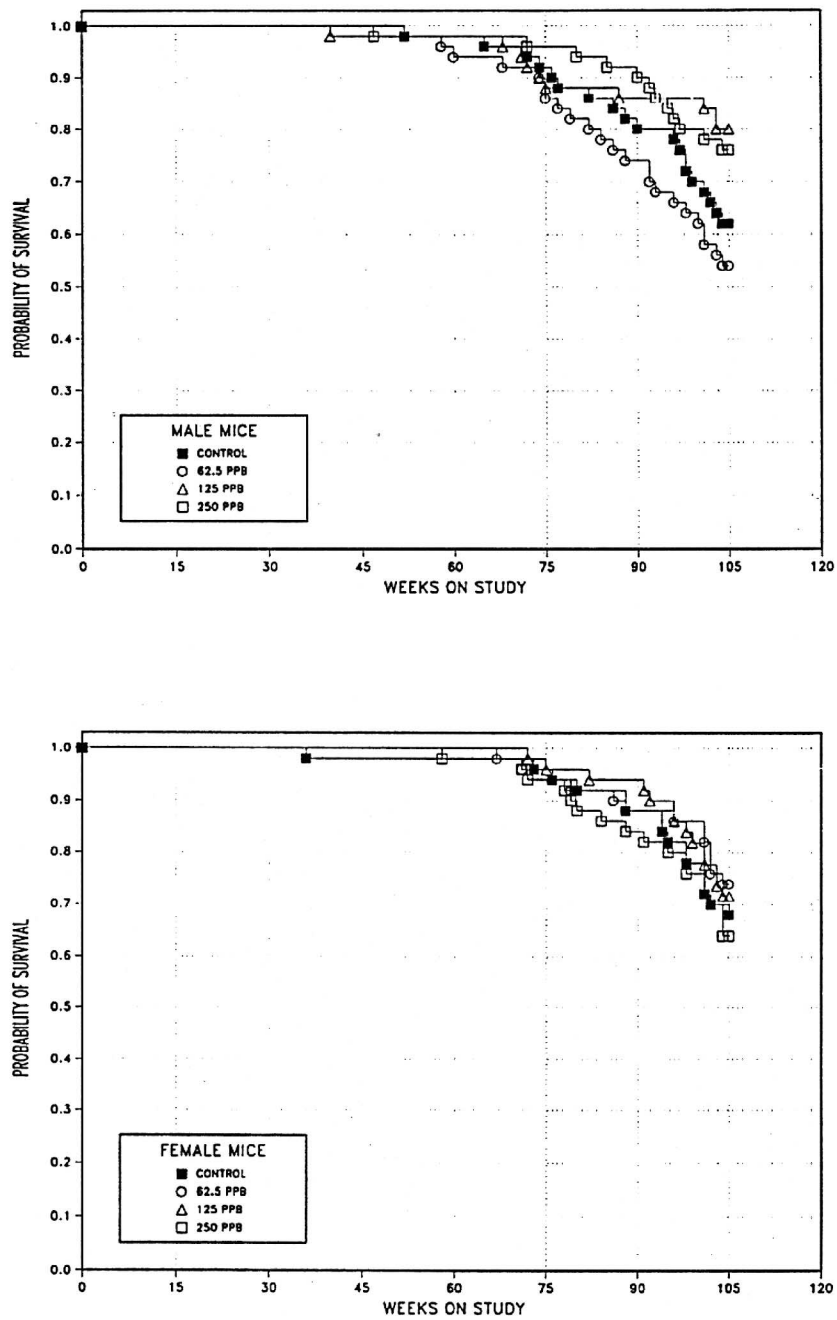 1.0
0.9
0.8
0.7
0.6
0.5
0.4
0.3
0.2
0.1
0.0
PROBABILITY OF SURVIVAL
MALE MICE
CONTROL
62.5 PPB
125 PPB
250 PPB
0 15 30 45 60 75 90 105 120
WEEKS ON STUDY
1.0
0.9
0.8
0.7
0.6
0.5
0.4
0.3
0.2
0.1
0.0
PROBABILITY OF SURVIVAL
FEMALE MICE
CONTROL
62.5 PPB
125 PPB
250 PPB
0 15 30 45 60 75 90 105 120
WEEKS ON STUDY